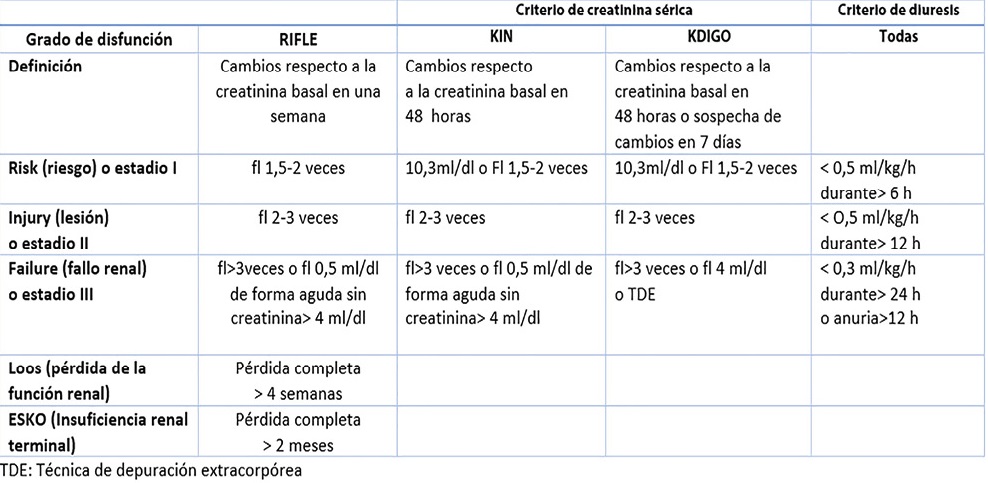 Criterio de creatinina sérica
Criterio de diuresis
Grado de disfunción
RIFLE
KIN
KDIGO
Todas
Definición
Cambios respecto a la
creatinina basal en una
semana
Cambios respecto
a la creatinina basal en
48 horas
Cambios respecto a la
creatinina basal en
48 horas o sospecha de
cambios en 7 días
Risk (riesgo) o estadio I
fl 1,5-2 veces
10,3ml/dl o Fl 1,5-2 veces
10,3ml/dl o Fl 1,5-2 veces
< 0,5 ml/kg/h
durante> 6 h
Injury (lesión)
o estadio II
fl 2-3 veces
fl 2-3 veces
fl 2-3 veces
< O,5 ml/kg/h
durante> 12 h
Failure (fallo renal)
o estadio III
fl>3veces o fl 0,5 ml/dl
de forma aguda sin
creatinina> 4 ml/dl
fl>3 veces o fl 0,5 ml/dl de
forma aguda sin
creatinina> 4 ml/dl
fl>3 veces o fl 4 ml/dl
o TDE
< 0,3 ml/kg/h
durante> 24 h
o anuria>12 h
Loos (pérdida de la
función renal)
Pérdida completa
> 4 semanas
ESKO (Insuficiencia renal
terminal)
Pérdida completa
> 2 meses
TDE: Técnica de depuración extracorpórea